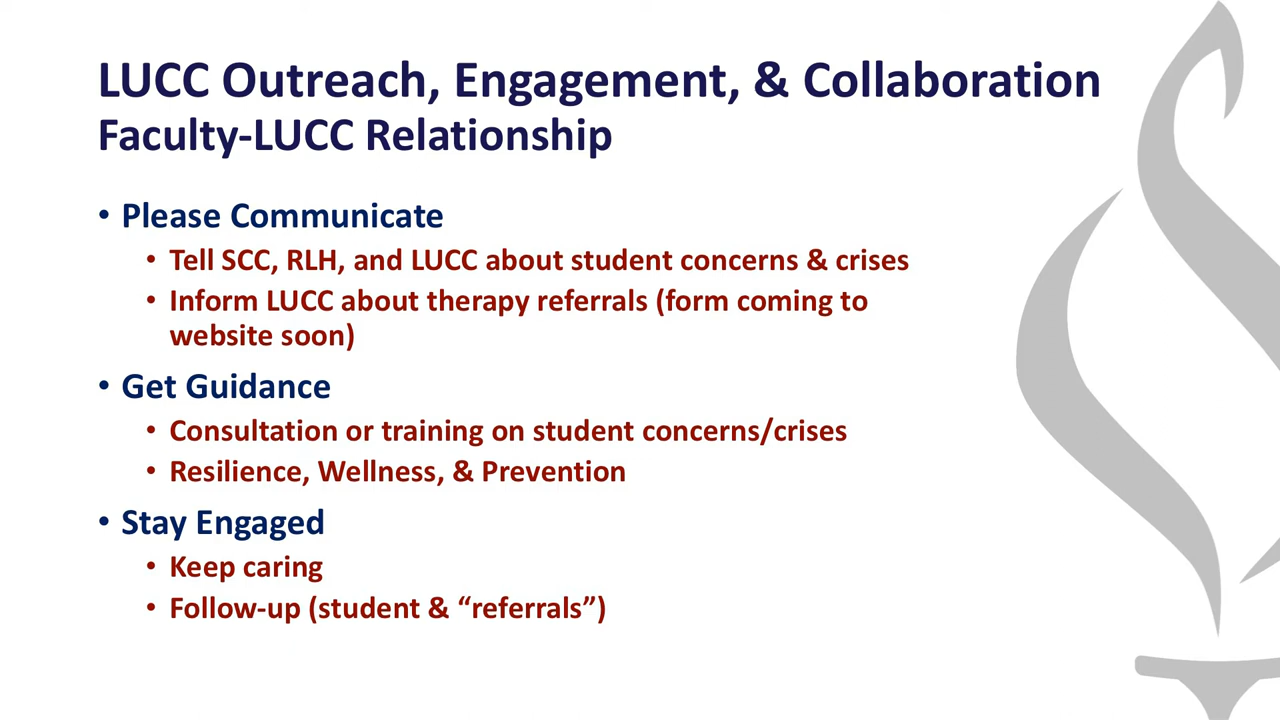 LUCC Outreach, Engagement, & Collaboration
Faculty-LUCC Relationship
• Please Communicate
• Tell SCC, RLH, and LUCC about student concerns & crises
• Inform LUCC about therapy referrals (form coming to
website soon)
• Get Guidance
• Consultation or training on student concerns/crises
• Resilience, Wellness, & Prevention
• Stay Engaged
• Keep caring
• Follow-up (student & “referrals”)